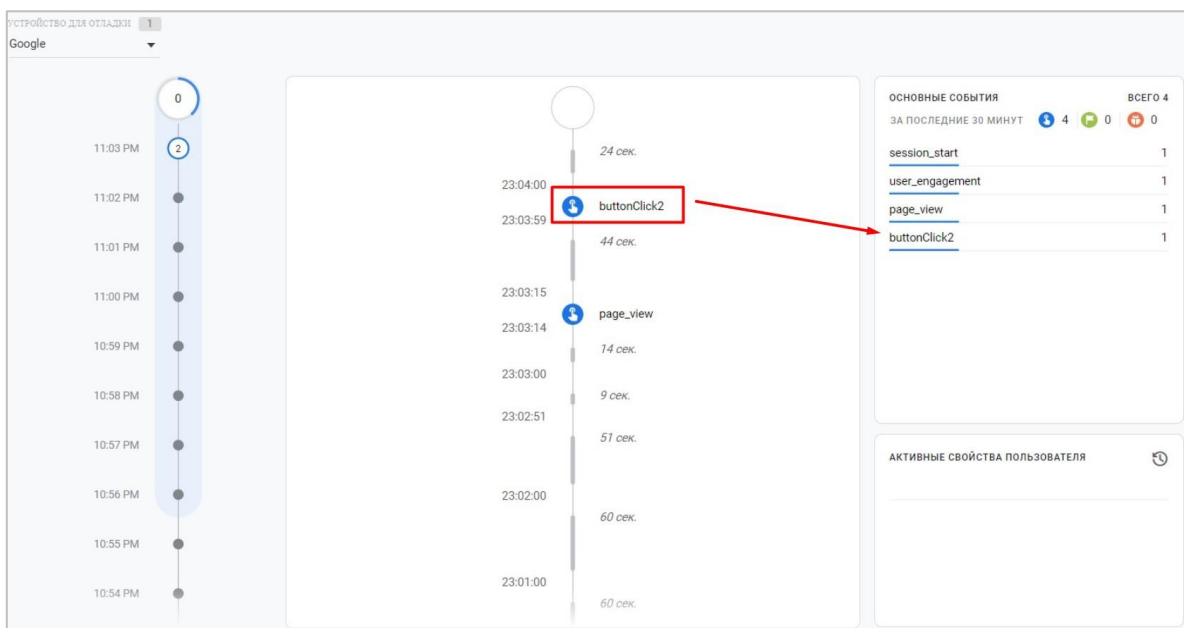 УСТРОЙСТВО ДЛЯ ОТЛАДКИ 1
Google
0
11:03 PM 2
11:02 PM
11:01 PM
11:00 PM
10:59 PM
10:58 PM
10:57 PM
10:56 PM
10:55 PM
10:54 PM
24 сек.
23:04:00
buttonClick2
23:03:59
44 сек.
23:03:15
page_view
23:03:14
14 сек.
23:03:00
9 сек.
23:02:51
51 сек.
23:02:00
60 сек.
23:01:00
60 сек.
ОСНОВНЫЕ СОБЫТИЯ ВСЕГО 4
ЗА ПОСЛЕДНИЕ 30 МИНУТ 4 0 0
session_start 1
user_engagement 1
page_view 1
buttonClick2 1
АКТИВНЫЕ СВОЙСТВА ПОЛЬЗОВАТЕЛЯ